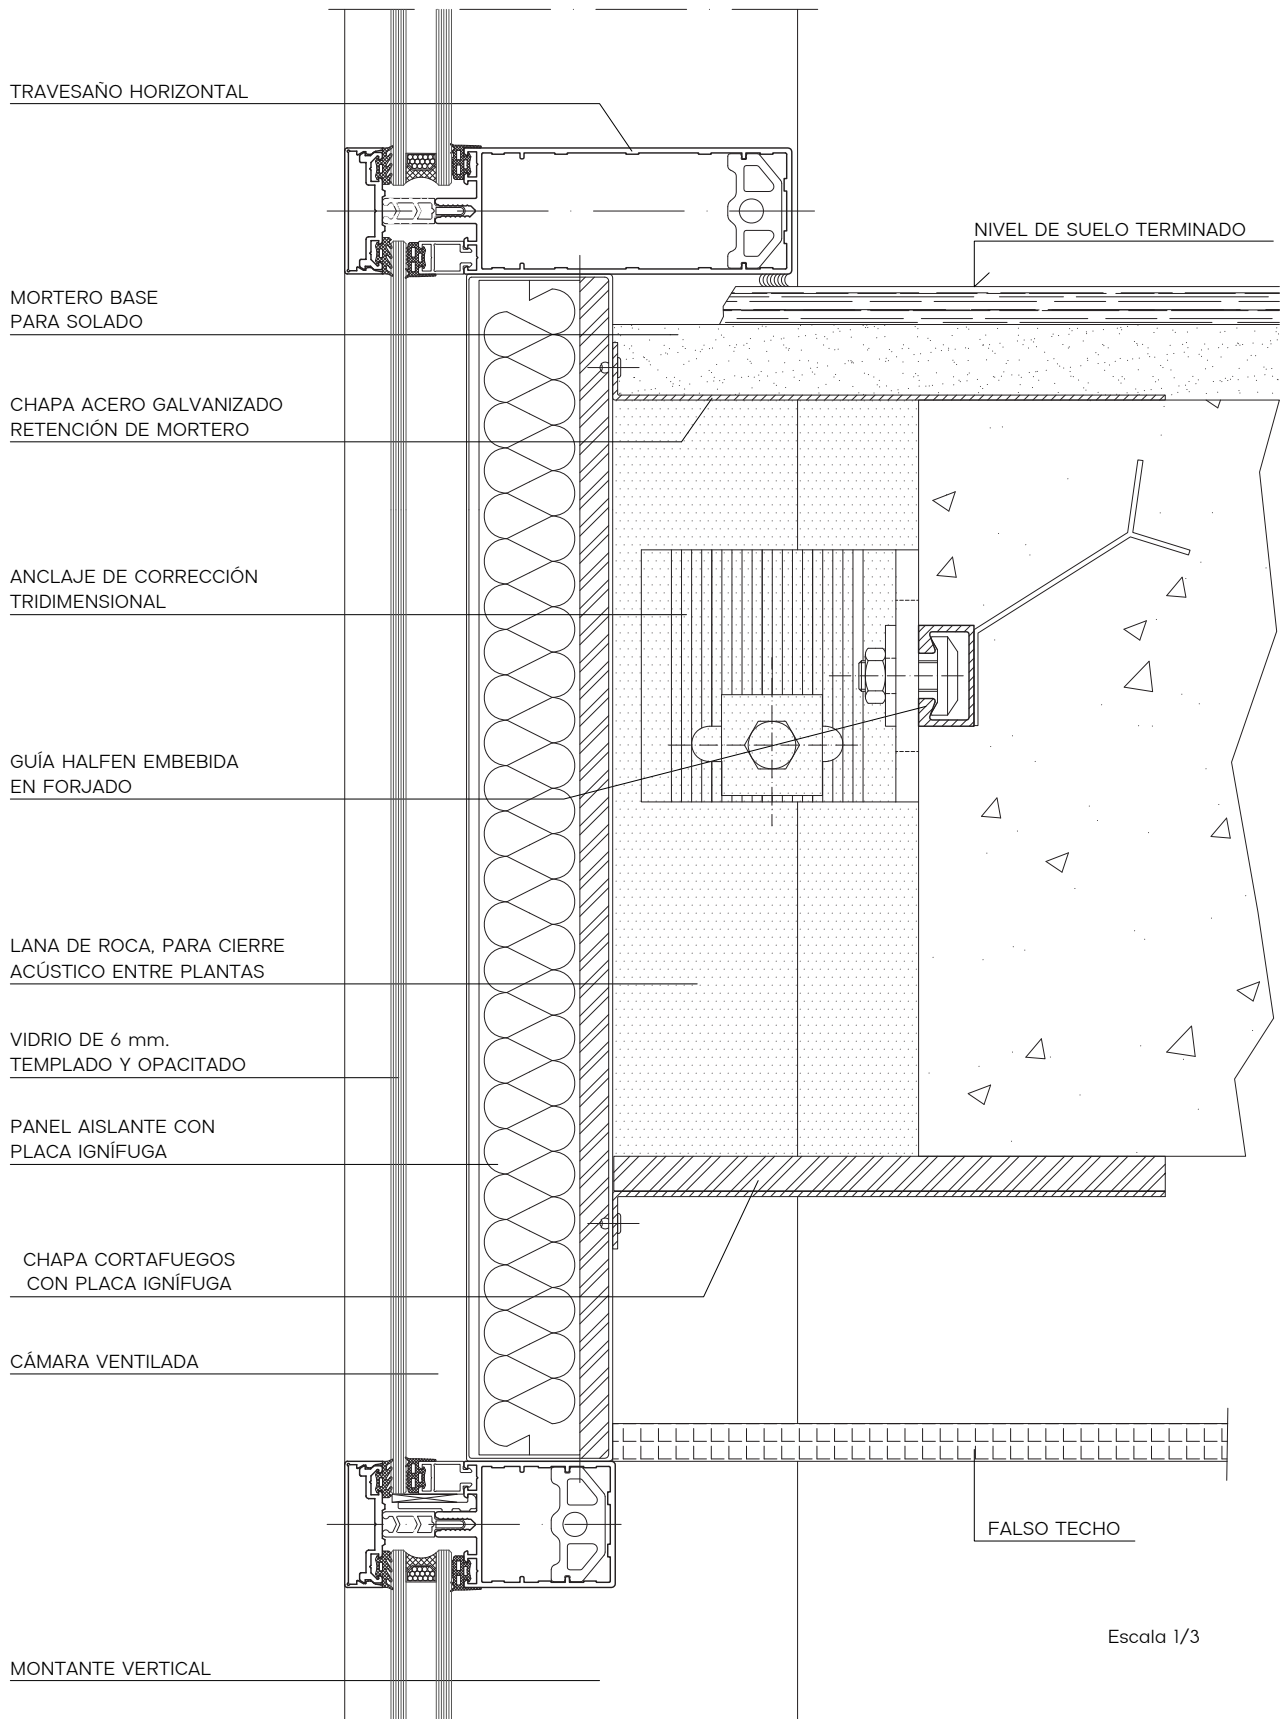 TRAVESAÑO HORIZONTAL
NIVEL DE SUELO TERMINADO
MORTERO BASE
PARA SOLADO
CHAPA ACERO GALVANIZADO
RETENCIÓN DE MORTERO
ANCLAJE DE CORRECCIÓN
TRIDIMENSIONAL
GUÍA HALFEN EMBEBIDA
EN FORJADO
LANA DE ROCA, PARA CIERRE
ACÚSTICO ENTRE PLANTAS
VIDRIO DE 6 mm.
TEMPLADO Y OPACITADO
PANEL AISLANTE CON
PLACA IGNÍFUGA
CHAPA CORTAFUEGOS
CON PLACA IGNÍFUGA
CÁMARA VENTILADA
FALSO TECHO
Escala 1/3
MONTANTE VERTICAL